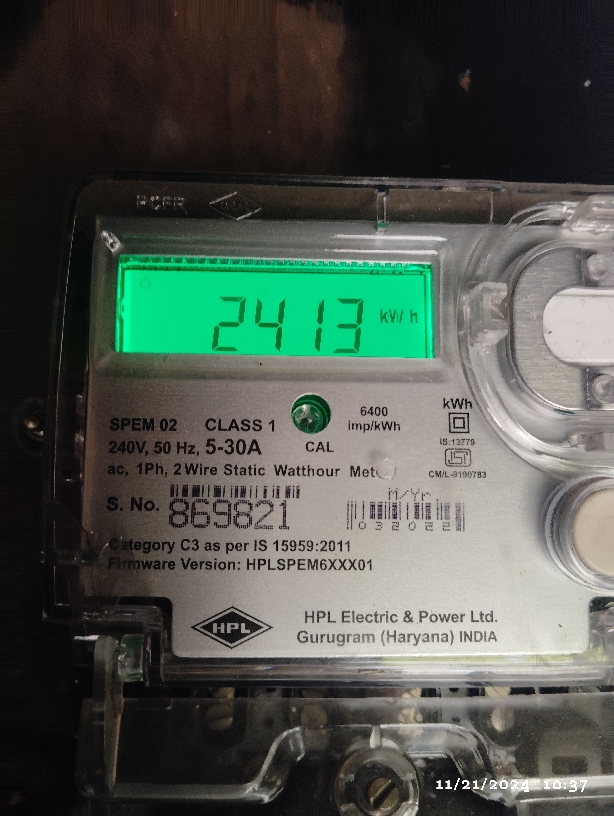 2413 kWh
SPEM 02 CLASS 1
6400 imp/kWh
kWh
240V, 50 Hz, 5-30A
CAL
IS:13779
ac, 1Ph, 2 Wire Static Watthour
CM/L-9190783
S. No. 869821
M/Yr
032022
Category C3 as per IS 15959:2011
Firmware Version: HPLSPEM6XXX01
HPL
HPL Electric & Power Ltd.
Gurugram (Haryana) INDIA
11/21/2024 10:37